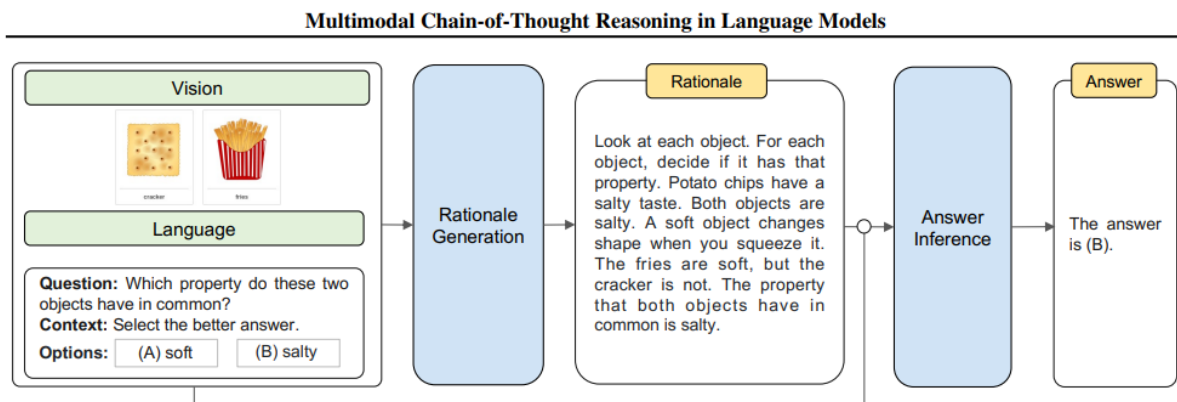 Multimodal Chain-of-Thought Reasoning in Language Models
Vision
cracker
fries
Language
Question: Which property do these two
objects have in common?
Context: Select the better answer.
Options: (A) soft (B) salty
Rationale
Generation
Rationale
Look at each object. For each
object, decide if it has that
property. Potato chips have a
salty taste. Both objects are
salty. A soft object changes
shape when you squeeze it.
The fries are soft, but the
cracker is not. The property
that both objects have in
common is salty.
Answer
Inference
Answer
The answer
is (B).